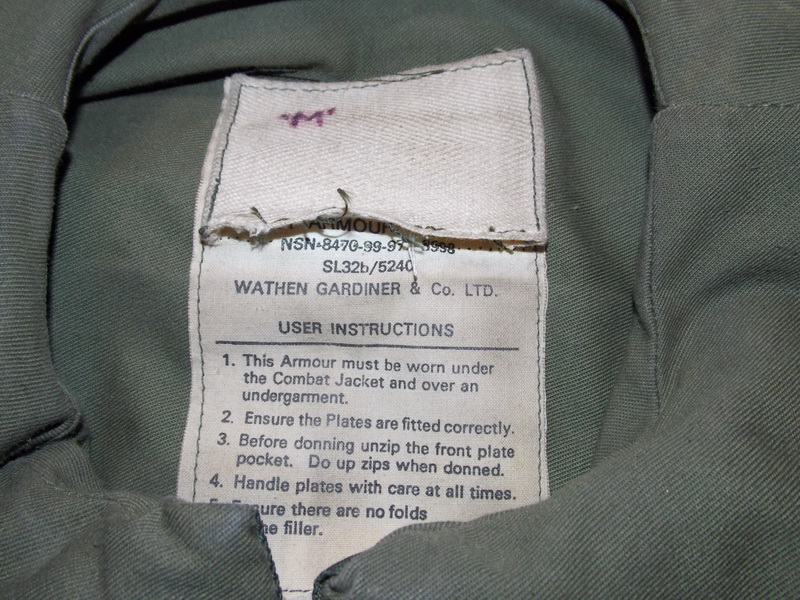 "M"
ARMOUR
NSN-8470-99-97
SL32b/5240
WATHEN GARDINER & Co. LTD.
USER INSTRUCTIONS
1. This Armour must be worn under
the Combat Jacket and over an
undergarment.
2. Ensure the Plates are fitted correctly.
3. Before donning unzip the front plate
pocket. Do up zips when donned.
4. Handle plates with care at all times.
there are no folds
filler.